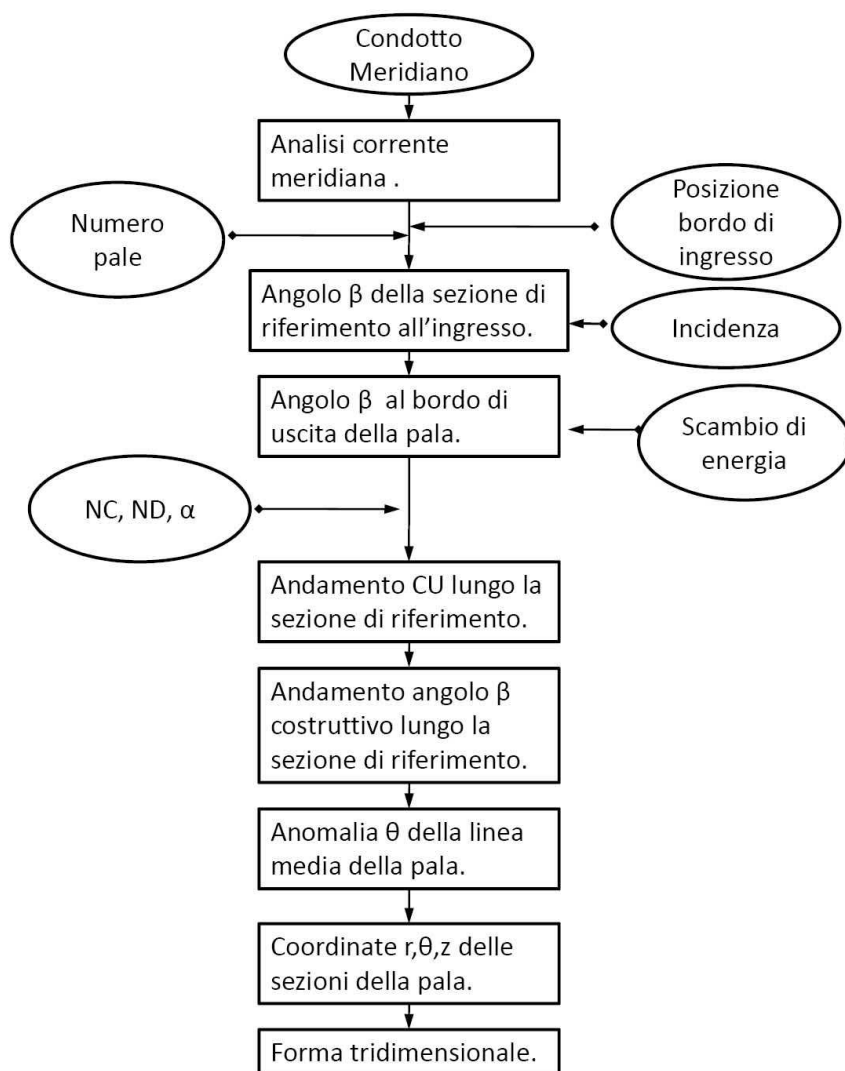 Condotto
Meridiano
Analisi corrente
meridiana .
Numero
pale
Posizione
bordo di
ingresso
Angolo β della sezione di
riferimento all'ingresso.
Incidenza
Angolo β al bordo di
uscita della pala.
Scambio di
energia
NC, ND, α
Andamento CU lungo la
sezione di riferimento.
Andamento angolo β
costruttivo lungo la
sezione di riferimento.
Anomalia θ della linea
media della pala.
Coordinate r,θ,z delle
sezioni della pala.
Forma tridimensionale.